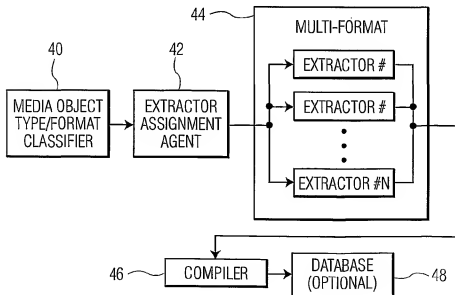 44
MULTI-FORMAT
40
42
EXTRACTOR #
MEDIA OBJECT
TYPE/FORMAT
CLASSIFIER
EXTRACTOR
ASSIGNMENT
AGENT
EXTRACTOR #
EXTRACTOR #N
46
COMPILER
DATABASE
(OPTIONAL)
48